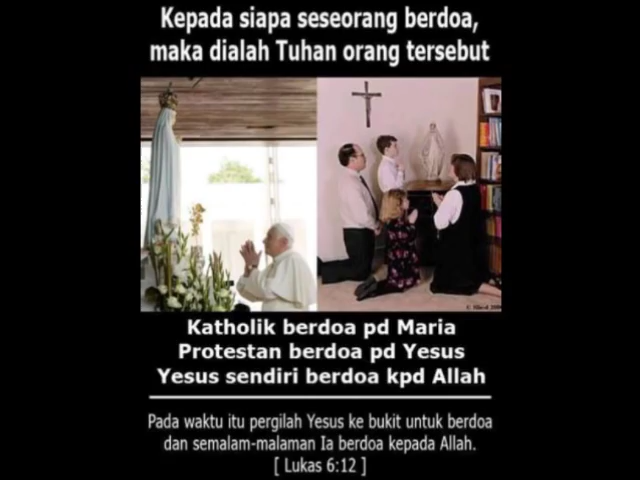 Kepada siapa seseorang berdoa,
maka dialah Tuhan orang tersebut
Katholik berdoa pd Maria
Protestan berdoa pd Yesus
Yesus sendiri berdoa kpd Allah
Pada waktu itu pergilah Yesus ke bukit untuk berdoa
dan semalam-malaman Ia berdoa kepada Allah.
[ Lukas 6:12 ]